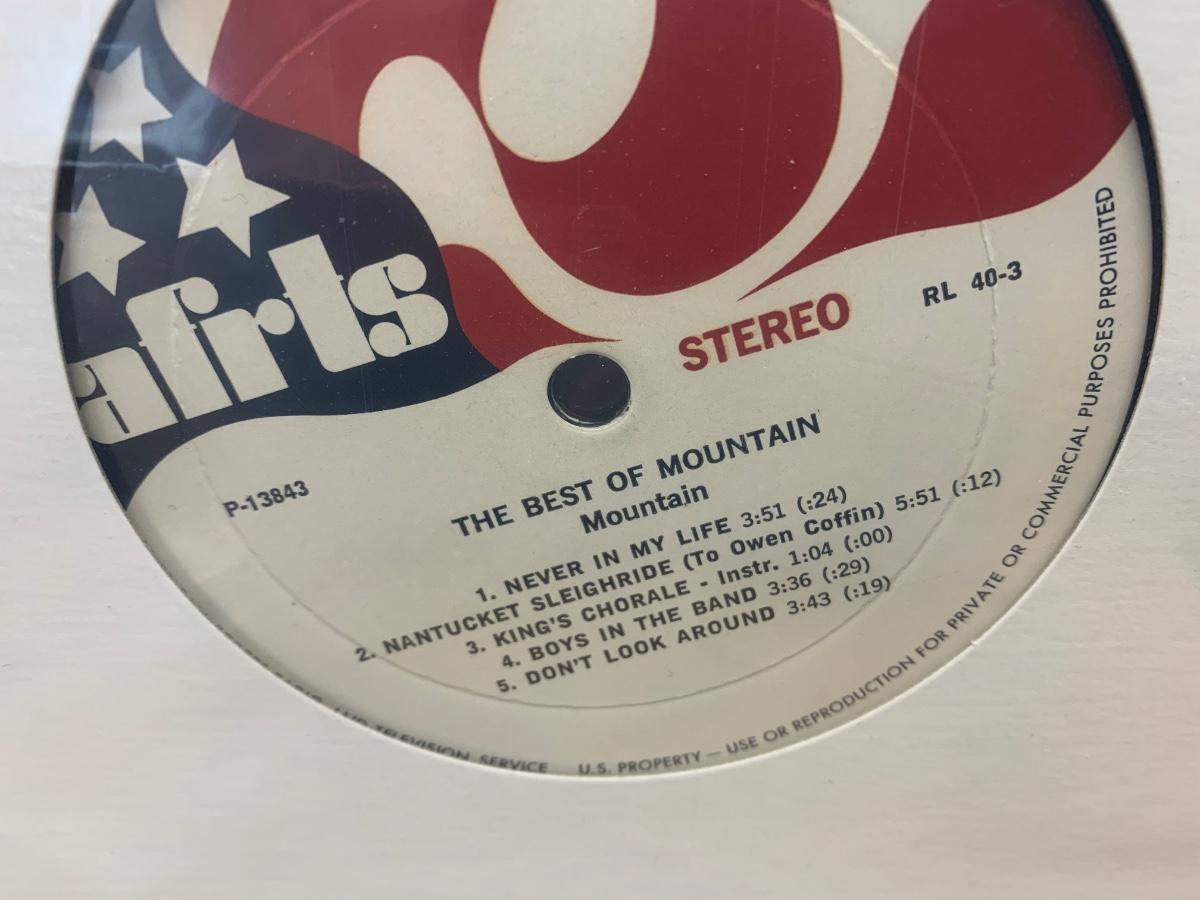 afrts
STEREO
RL 40-3
P-13843
THE BEST OF MOUNTAIN
Mountain
1. NEVER IN MY LIFE 3:51 (:24)
2. NANTUCKET SLEIGHRIDE (To Owen Coffin) 5:51 (:12)
3. KING'S CHORALE - Instr. 1:04 (:00)
4. BOYS IN THE BAND 3:36 (:29)
5. DON'T LOOK AROUND 3:43 (:19)
AND TELEVISION SERVICE U.S. PROPERTY — USE OR REPRODUCTION FOR PRIVATE OR COMMERCIAL PURPOSES PROHIBITED